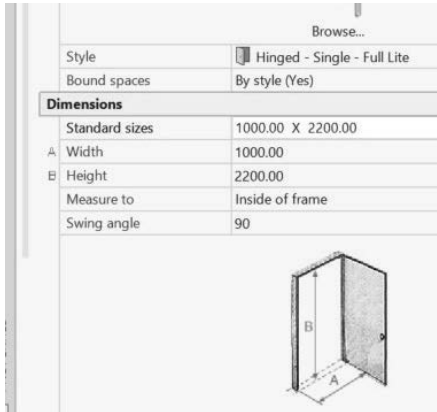 Browse...
Style Hinged - Single - Full Lite
Bound spaces By style (Yes)
Dimensions
Standard sizes 1000.00 X 2200.00
A Width 1000.00
B Height 2200.00
Measure to Inside of frame
Swing angle 90
B
A